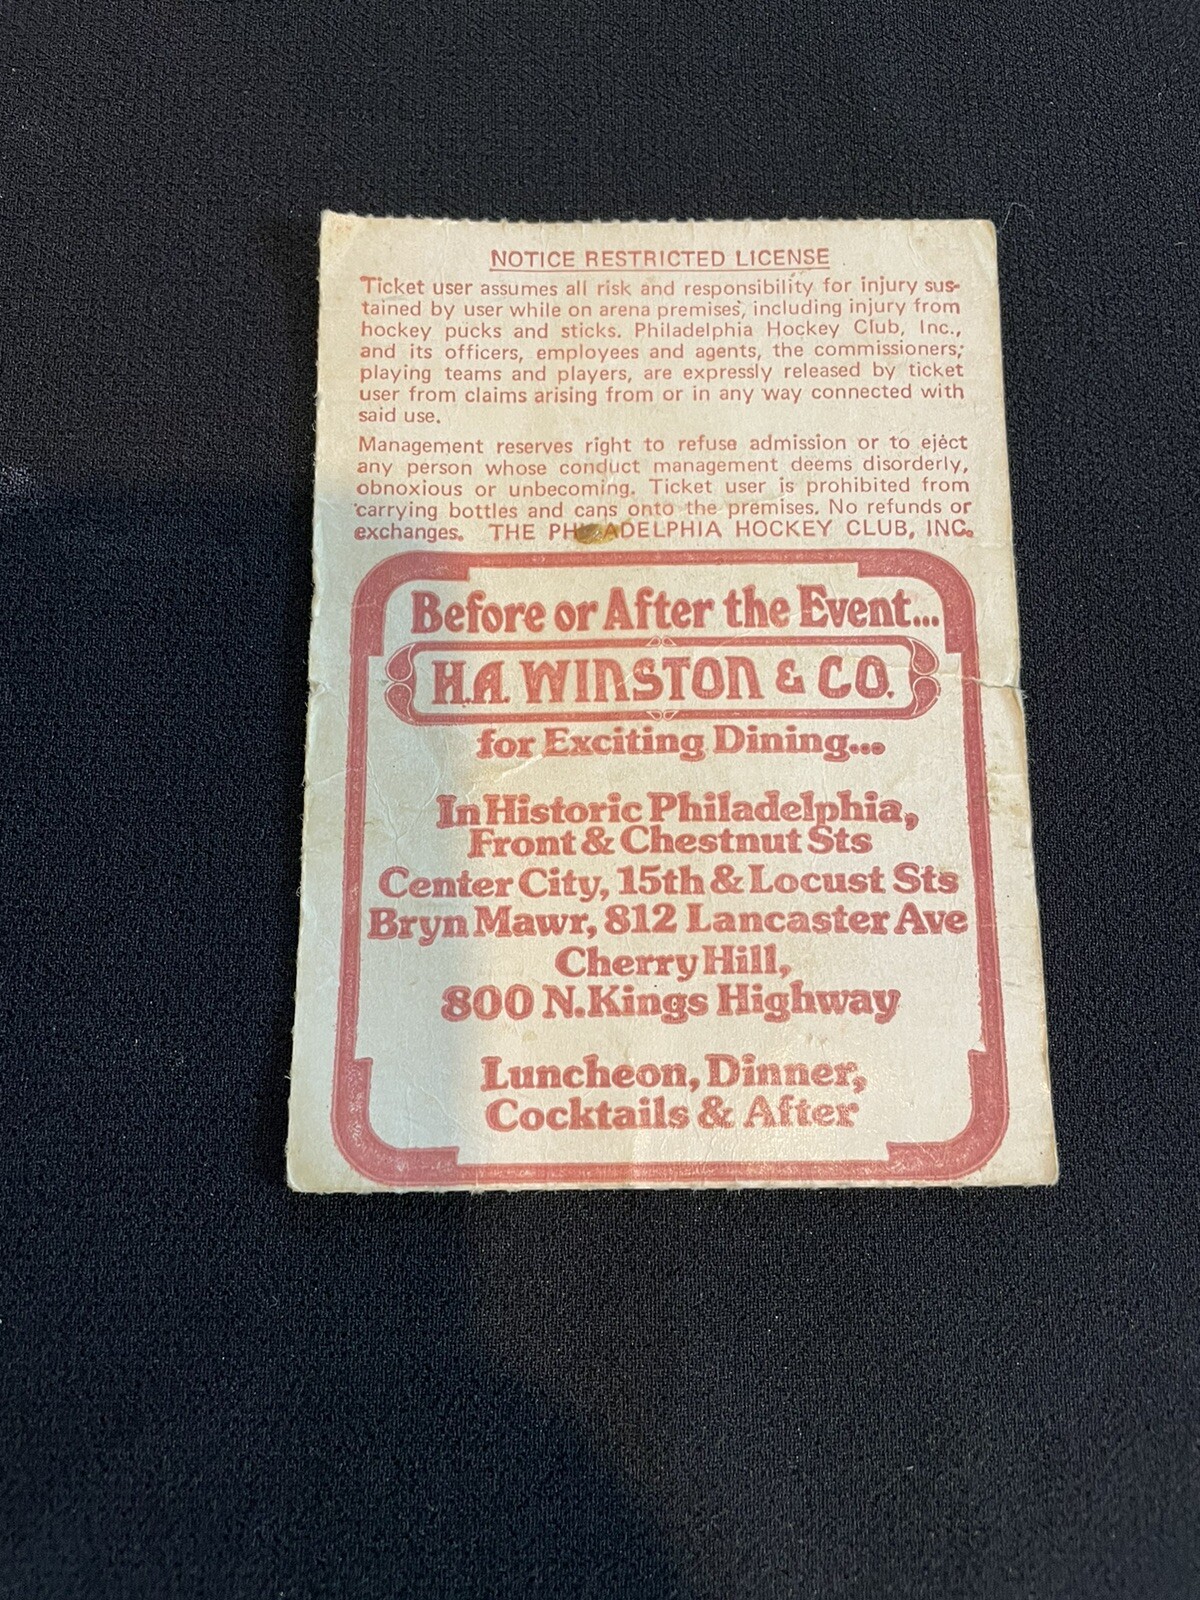 NOTICE RESTRICTED LICENSE
Ticket user assumes all risk and responsibility for injury sus-
tained by user while on arena premises, including injury from
hockey pucks and sticks. Philadelphia Hockey Club, Inc.,
and its officers, employees and agents, the commissioners,
playing teams and players, are expressly released by ticket
user from claims arising from or in any way connected with
said use.
Management reserves right to refuse admission or to eject
any person whose conduct management deems disorderly,
obnoxious or unbecoming. Ticket user is prohibited from
carrying bottles and cans onto the premises. No refunds or
exchanges. THE PHILADELPHIA HOCKEY CLUB, INC.
Before or After the Event...
H.A. WINSTON & CO.
for Exciting Dining...
In Historic Philadelphia,
Front & Chestnut Sts
Center City, 15th & Locust Sts
Bryn Mawr, 812 Lancaster Ave
Cherry Hill,
800 N. Kings Highway
Luncheon, Dinner,
Cocktails & After